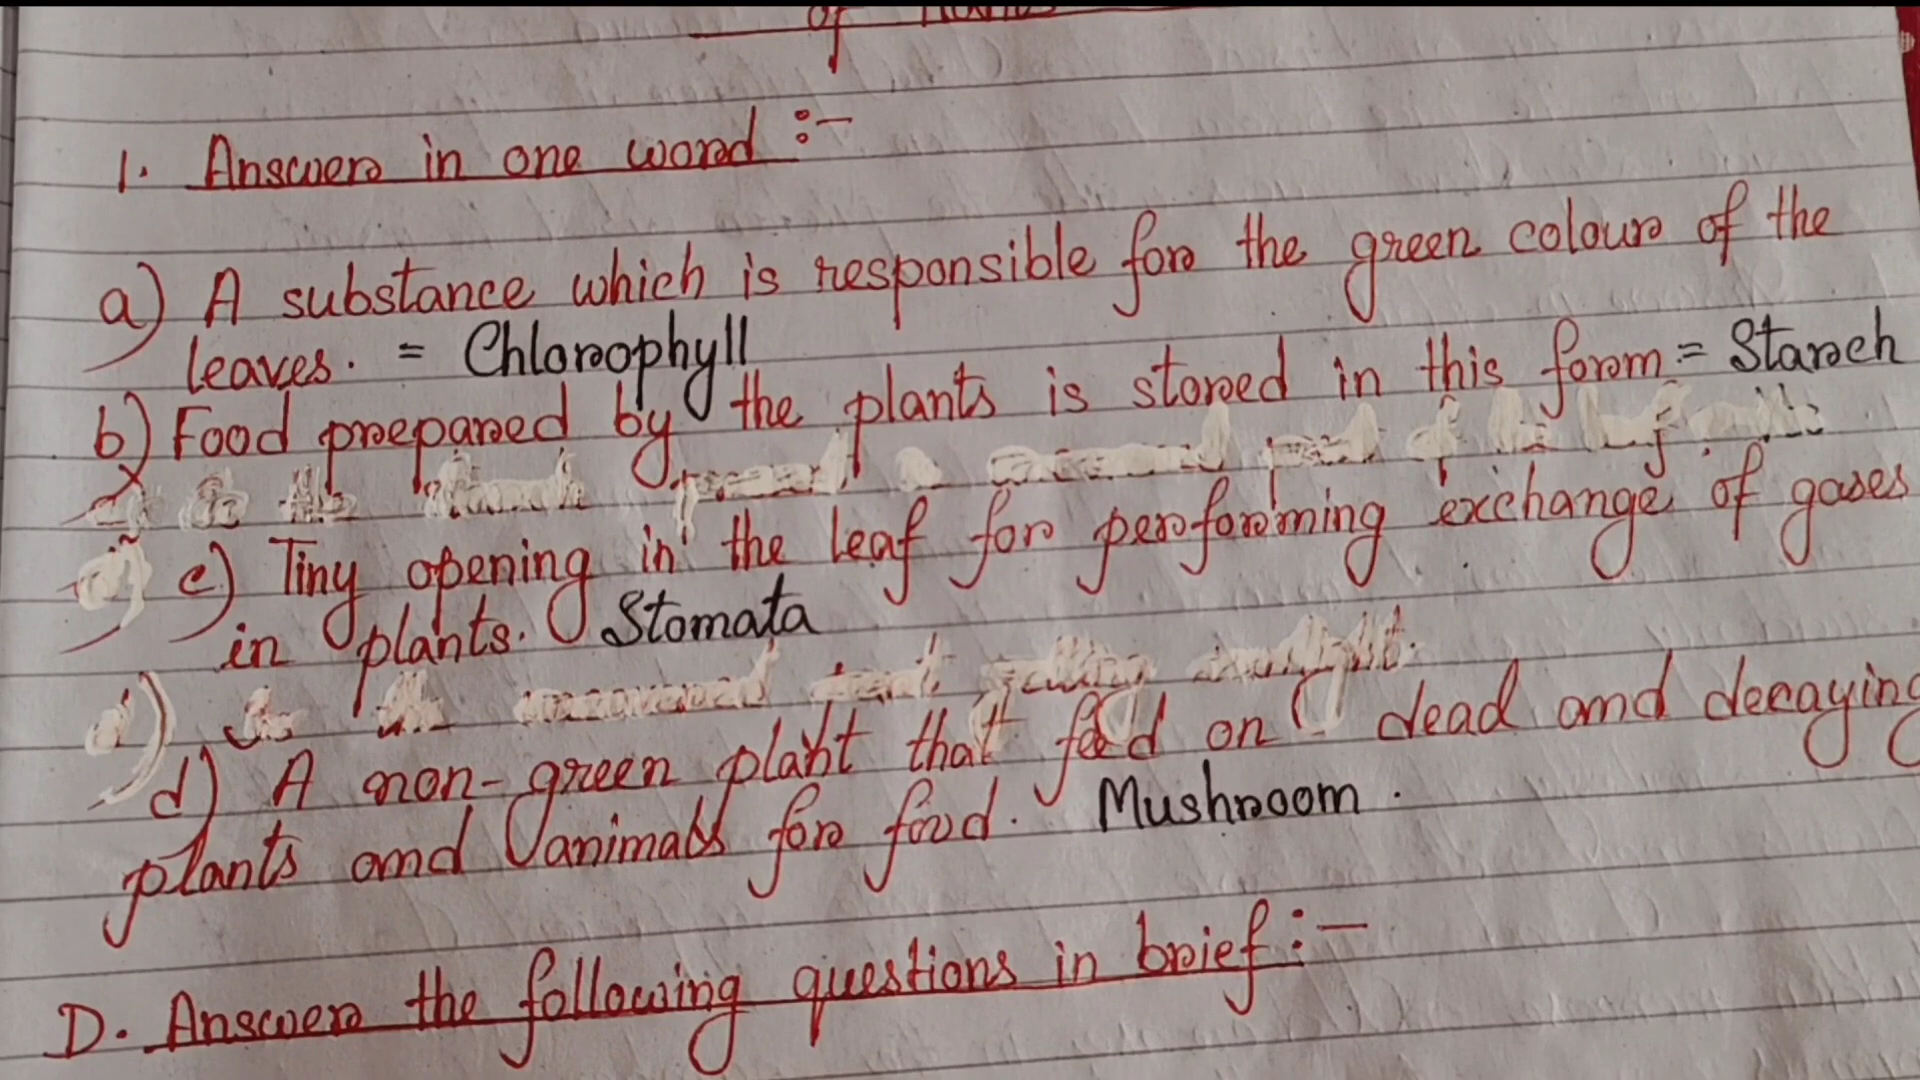 of
1. Answer in one word :-
a) A substance which is responsible for the green colour of the
leaves. = Chlorophyll
b) Food prepared by the plants is stored in this form = Starch
c) Tiny opening in the leaf for performing exchange of gases
in plants. Stomata
d) A non-green plant that feed on dead and decaying
plants and animals for food. Mushroom.
D. Answer the following questions in brief :-